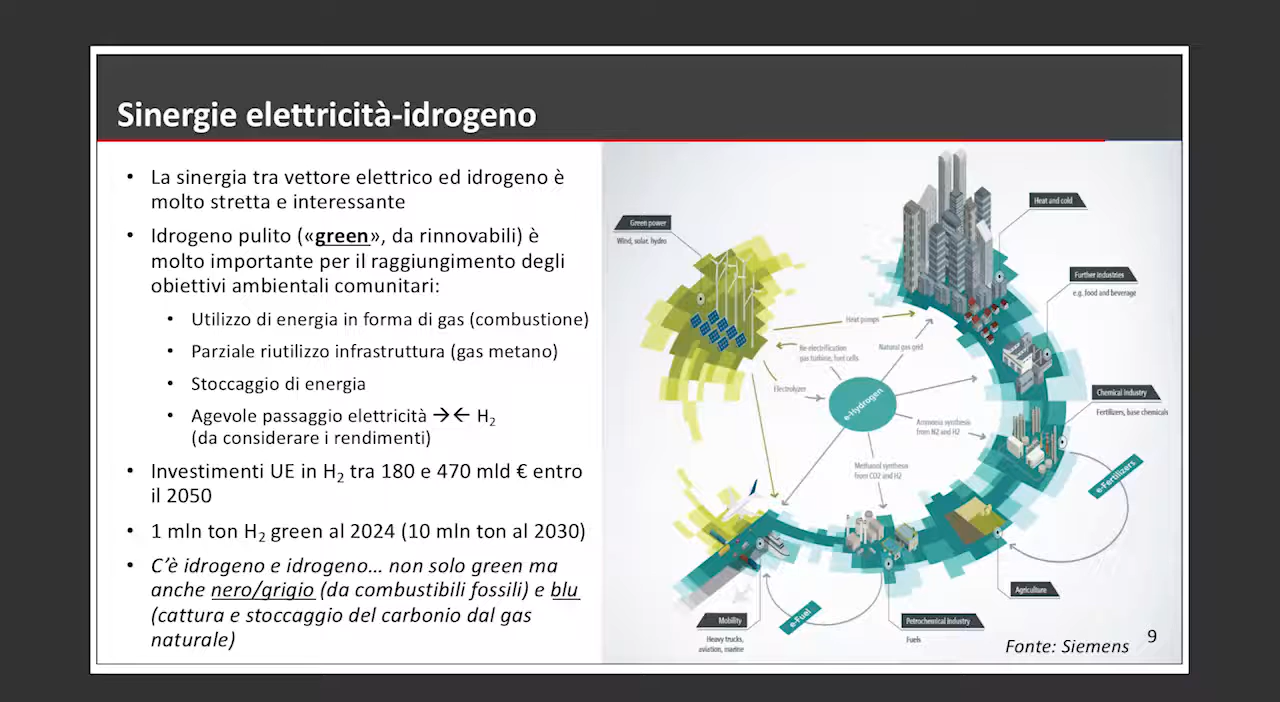 Sinergie elettricità-idrogeno
• La sinergia tra vettore elettrico ed idrogeno è
molto stretta e interessante
• Idrogeno pulito («green», da rinnovabili) è
molto importante per il raggiungimento degli
obiettivi ambientali comunitari:
• Utilizzo di energia in forma di gas (combustione)
• Parziale riutilizzo infrastruttura (gas metano)
• Stoccaggio di energia
• Agevole passaggio elettricità →← H2
(da considerare i rendimenti)
• Investimenti UE in H2 tra 180 e 470 mld € entro
il 2050
• 1 mln ton H2 green al 2024 (10 mln ton al 2030)
• C’è idrogeno e idrogeno… non solo green ma
anche nero/grigio (da combustibili fossili) e blu
(cattura e stoccaggio del carbonio dal gas
naturale)
Green power
Wind, solar, hydro
Heat and cold
Further industries
e.g. food and beverage
Heat pumps
Re-electrification
gas turbine, fuel cells
Natural gas grid
Electrolyzer
e-Hydrogen
Chemical industry
Fertilizers, base chemicals
Ammonia synthesis
from N2 and H2
Methanol synthesis
from CO2 and H2
e-Fertilizers
Agriculture
e-Fuel
Mobility
Heavy trucks,
aviation, marine
Petrochemical industry
Fuels
Fonte: Siemens
9